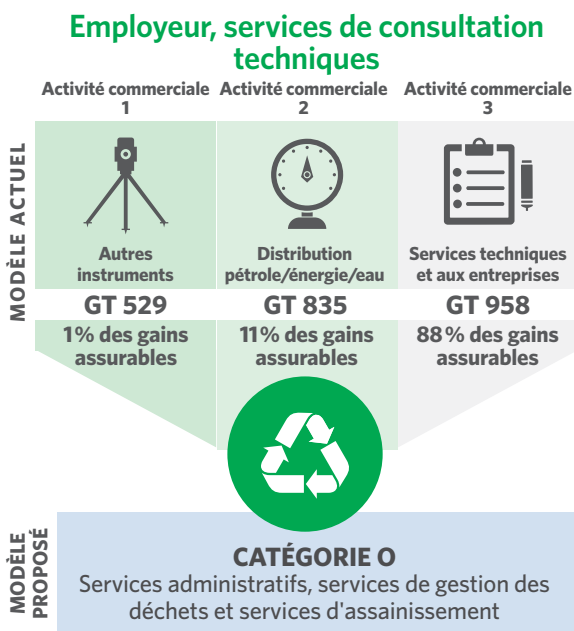 Employeur, services de consultation
techniques
Activité commerciale
1
Activité commerciale
2
Activité commerciale
3
MODÈLE ACTUEL
Autres
instruments
Distribution
pétrole/énergie/eau
Services techniques
et aux entreprises
GT 529
GT 835
GT 958
1 % des gains
assurables
11 % des gains
assurables
88 % des gains
assurables
MODÈLE
PROPOSÉ
CATÉGORIE O
Services administratifs, services de gestion des
déchets et services d'assainissement